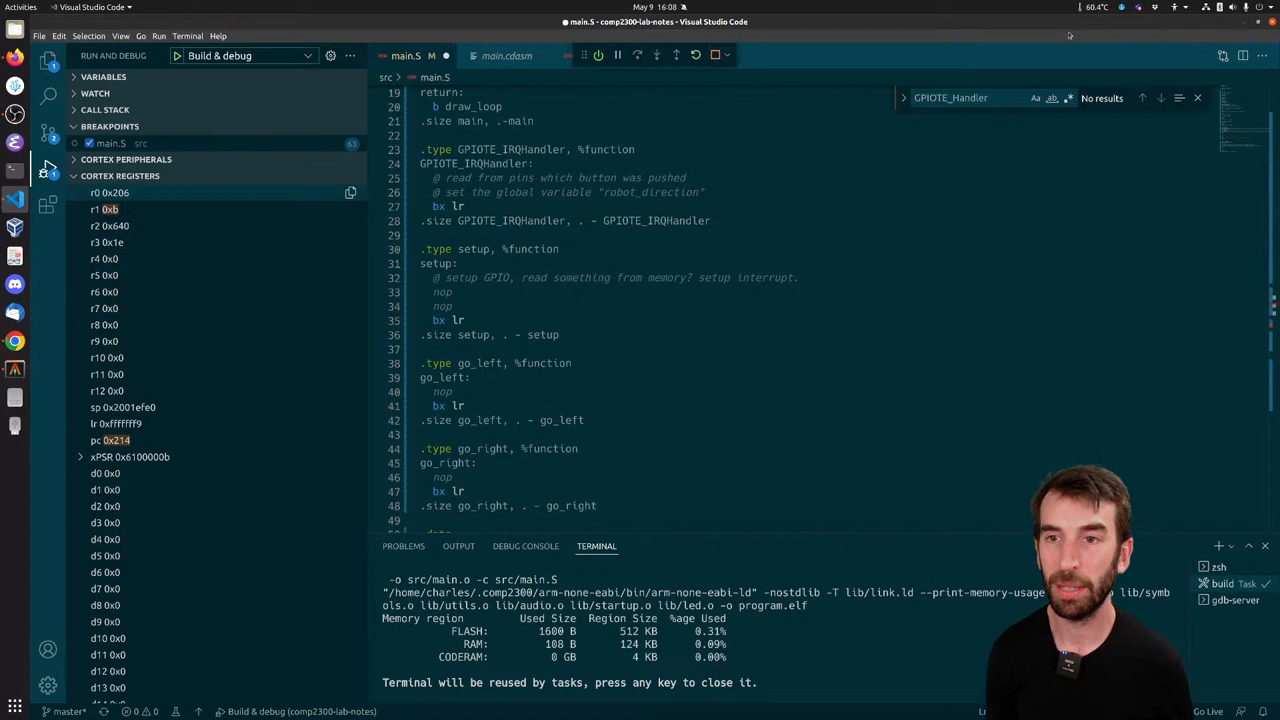 Activities
Visual Studio Code
May 9 16:08
60.4°C
main.S - comp2300-lab-notes - Visual Studio Code
File Edit Selection View Go Run Terminal Help
RUN AND DEBUG
Build & debug
main.S M
main.cdasm
src > main.S
VARIABLES
WATCH
CALL STACK
BREAKPOINTS
main.S src 63
CORTEX PERIPHERALS
CORTEX REGISTERS
r0 0x206
r1 0xb
r2 0x640
r3 0x1e
r4 0x0
r5 0x0
r6 0x0
r7 0x0
r8 0x0
r9 0x0
r10 0x0
r11 0x0
r12 0x0
sp 0x2001efe0
lr 0xfffffff9
pc 0x214
xPSR 0x6100000b
d0 0x0
d1 0x0
d2 0x0
d3 0x0
d4 0x0
d5 0x0
d6 0x0
d7 0x0
d8 0x0
d9 0x0
d10 0x0
d11 0x0
d12 0x0
d13 0x0
GPIOTE_Handler
Aa ab No results
19 return:
20 b draw_loop
21 .size main, .-main
22
23 .type GPIOTE_IRQHandler, %function
24 GPIOTE_IRQHandler:
25 @ read from pins which button was pushed
26 @ set the global variable "robot_direction"
27 bx lr
28 .size GPIOTE_IRQHandler, . - GPIOTE_IRQHandler
29
30 .type setup, %function
31 setup:
32 @ setup GPIO, read something from memory? setup interrupt.
33 nop
34 nop
35 bx lr
36 .size setup, . - setup
37
38 .type go_left, %function
39 go_left:
40 nop
41 bx lr
42 .size go_left, . - go_left
43
44 .type go_right, %function
45 go_right:
46 nop
47 bx lr
48 .size go_right, . - go_right
49
PROBLEMS OUTPUT DEBUG CONSOLE TERMINAL
-o src/main.o -c src/main.S
"/home/charles/.comp2300/arm-none-eabi/bin/arm-none-eabi-ld" -nostdlib -T lib/link.ld --print-memory-usage
lib/symb
ols.o lib/utils.o lib/audio.o lib/startup.o lib/led.o -o program.elf
Memory region Used Size Region Size %age Used
FLASH: 1600 B 512 KB 0.31%
RAM: 108 B 124 KB 0.09%
CODERAM: 0 GB 4 KB 0.00%
Terminal will be reused by tasks, press any key to close it.
zsh
build Task
gdb-server
master*
0 0
Build & debug (comp2300-lab-notes)
Go Live